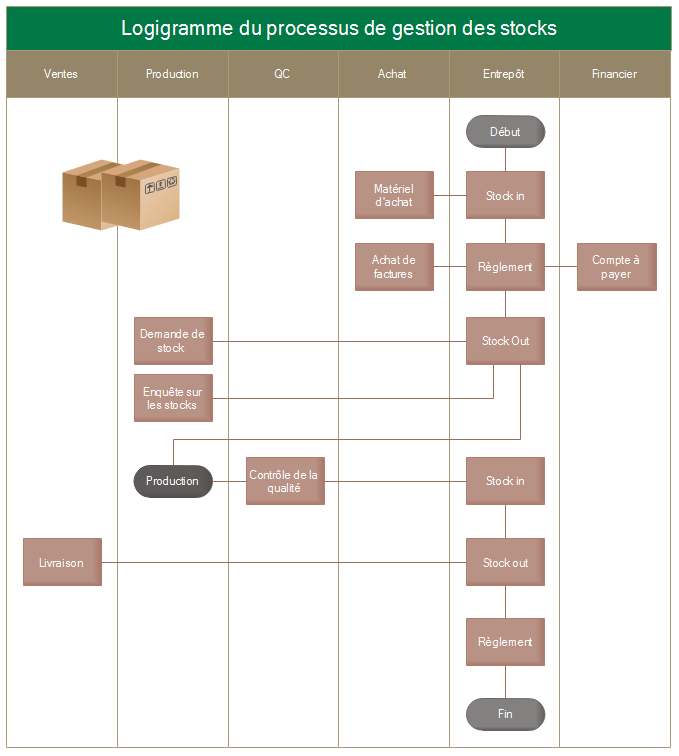 Logigramme du processus de gestion des stocks
Ventes
Production
QC
Achat
Entrepôt
Financier
Début
Matériel
d'achat
Stock in
Achat de
factures
Règlement
Compte à
payer
Demande de
stock
Stock Out
Enquête sur
les stocks
Production
Contrôle de la
qualité
Stock in
Livraison
Stock out
Règlement
Fin